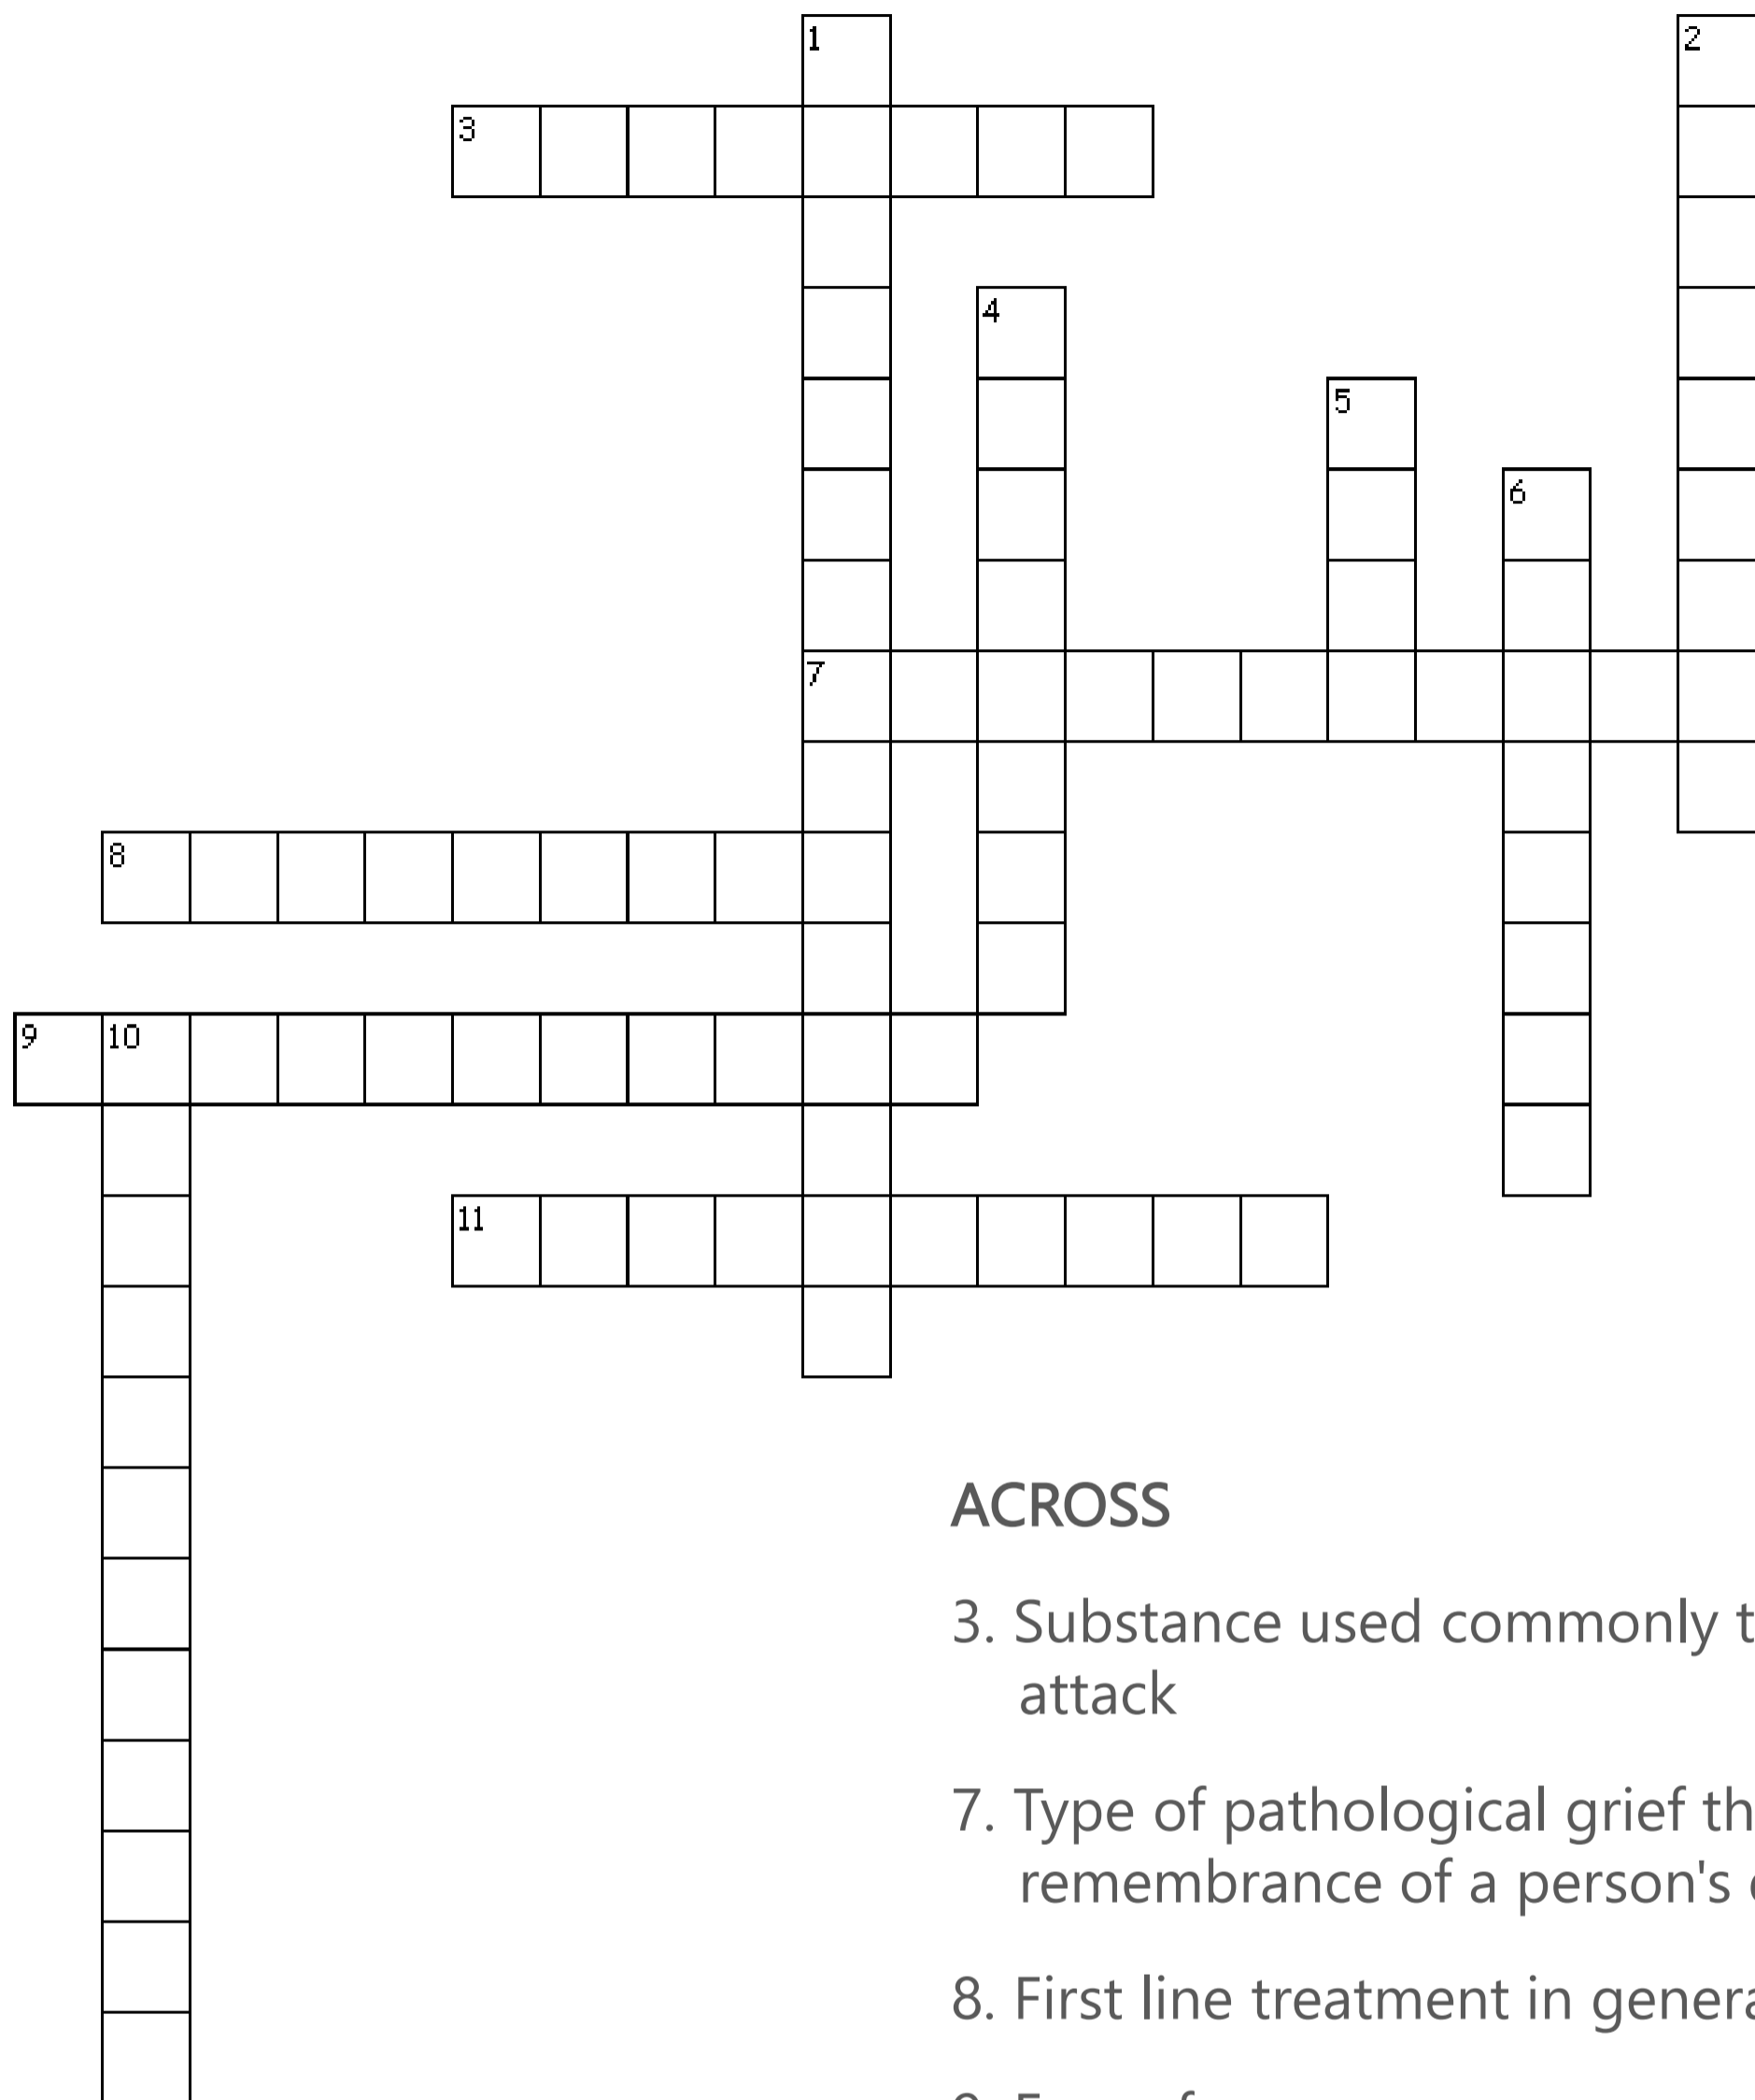 1
2
3
4
5
6
7
8
9 10
11
ACROSS
3. Substance used commonly t
attack
7. Type of pathological grief th
remembrance of a person's
8. First line treatment in genera